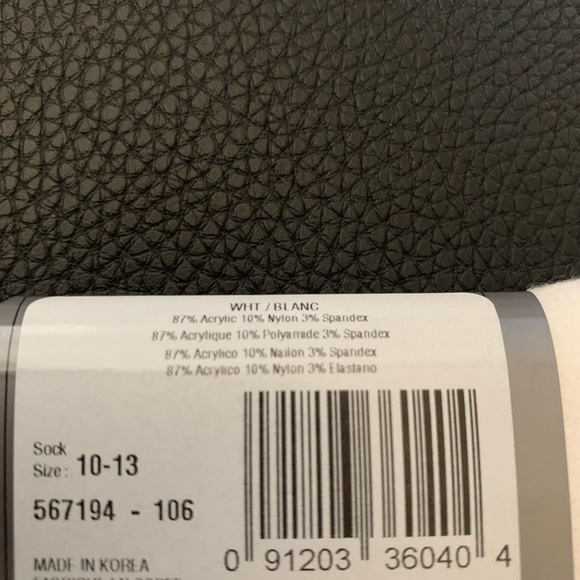 WHT / BLANC
87% Acrylic 10% Nylon 3% Spandex
87% Acrylique 10% Polyamide 3% Spandex
87% Acrylico 10% Nailon 3% Spandex
87% Acrylico 10% Nylon 3% Elastano
Sock
Size: 10-13
567194 - 106
MADE IN KOREA
0 91203 36040 4